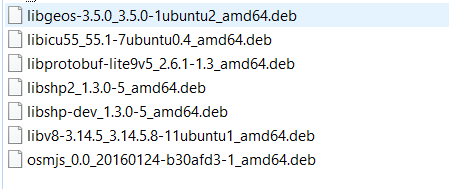 libgeos-3.5.0_3.5.0-1ubuntu2_amd64.deb
libicu55_55.1-7ubuntu0.4_amd64.deb
libprotobuf-lite9v5_2.6.1-1.3_amd64.deb
libshp2_1.3.0-5_amd64.deb
libshp-dev_1.3.0-5_amd64.deb
libv8-3.14.5_3.14.5.8-11ubuntu1_amd64.deb
osmjs_0.0_20160124-b30afd3-1_amd64.deb